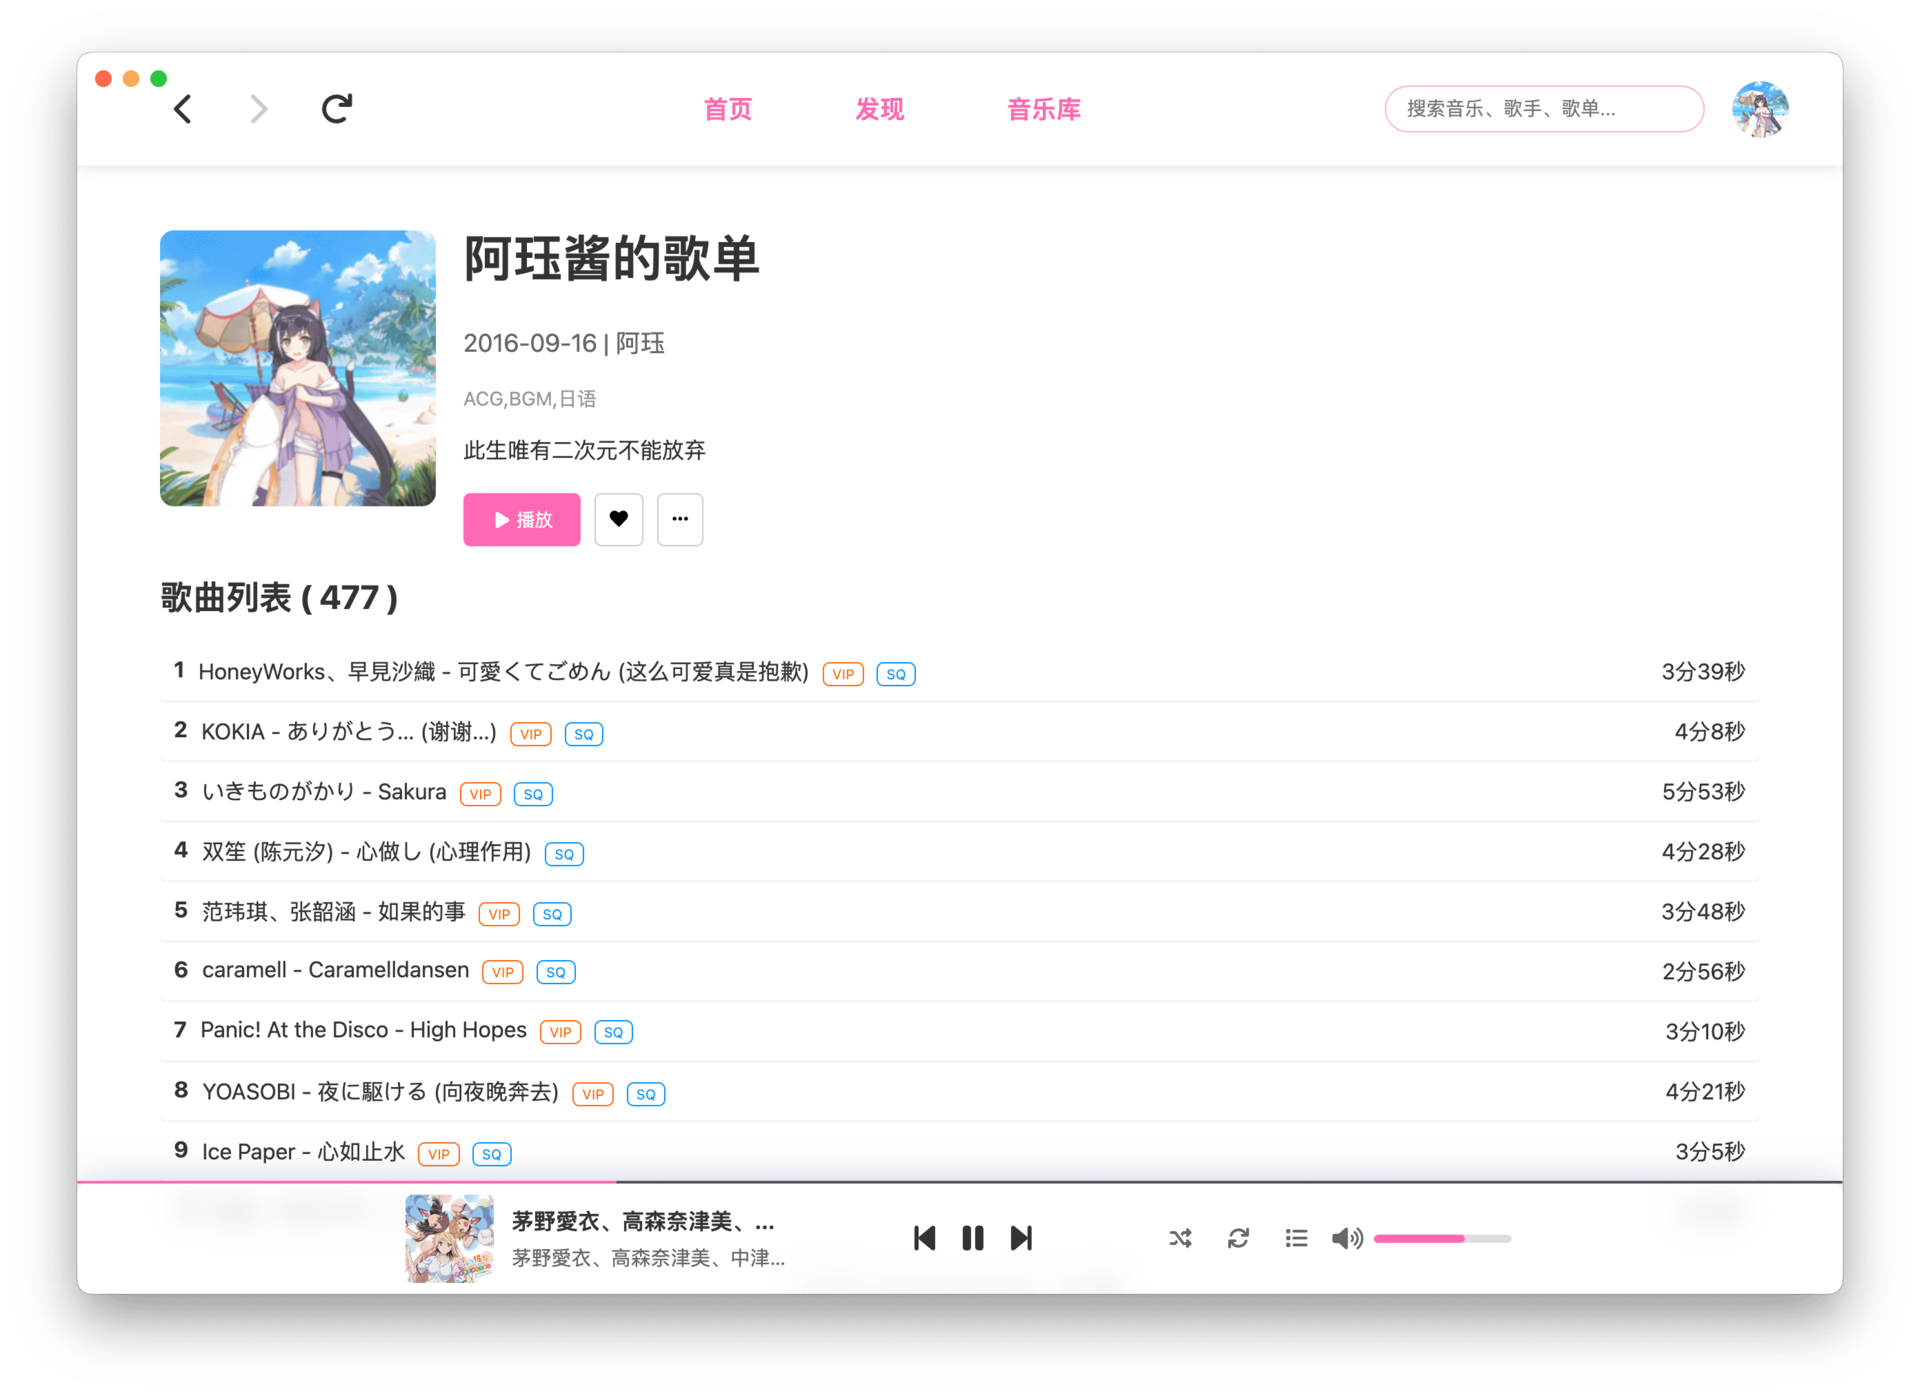 首页 发现 音乐库 搜索音乐、歌手、歌单...
阿珏酱的歌单
2016-09-16 | 阿珏
ACG,BGM,日语
此生唯有二次元不能放弃
播放
歌曲列表 ( 477 )
1 HoneyWorks、早見沙織 - 可愛くてごめん (这么可爱真是抱歉) VIP SQ 3分39秒
2 KOKIA - ありがとう... (谢谢...) VIP SQ 4分8秒
3 いきものがかり - Sakura VIP SQ 5分53秒
4 双笙 (陈元汐) - 心做し (心理作用) SQ 4分28秒
5 范玮琪、张韶涵 - 如果的事 VIP SQ 3分48秒
6 caramell - Caramelldansen VIP SQ 2分56秒
7 Panic! At the Disco - High Hopes VIP SQ 3分10秒
8 YOASOBI - 夜に駆ける (向夜晚奔去) VIP SQ 4分21秒
9 Ice Paper - 心如止水 VIP SQ 3分5秒
茅野愛衣、高森奈津美、 ...
茅野愛衣、高森奈津美、中津...